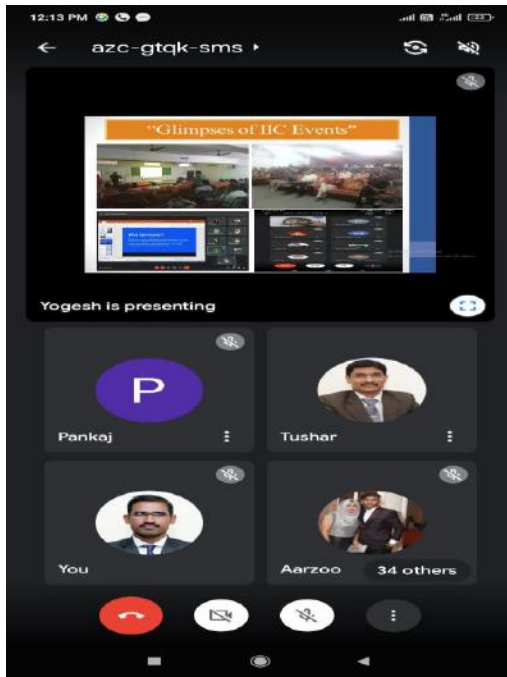 12:13 PM
azc-gtqk-sms
"Glimpses of IIC Events"
Yogesh is presenting
P
Pankaj
Tushar
You
Aarzoo
34 others